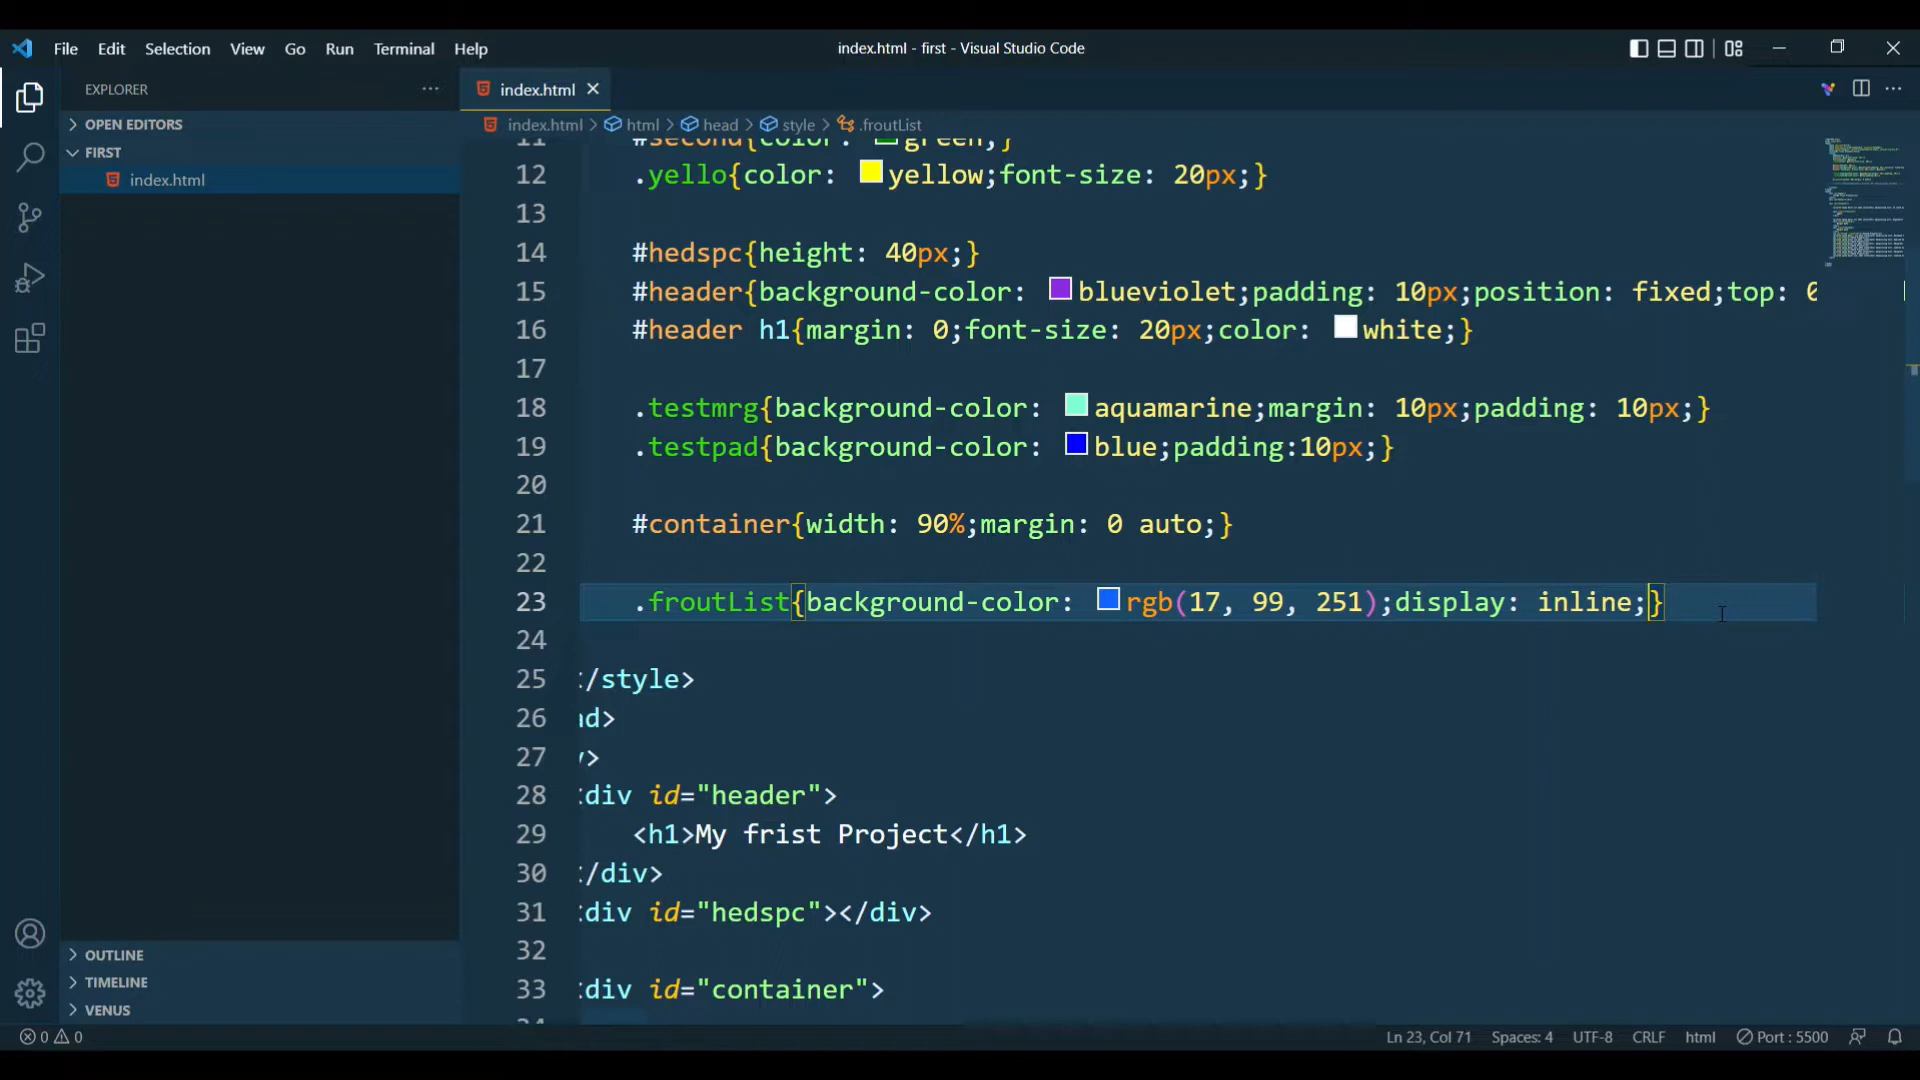 File Edit Selection View Go Run Terminal Help
index.html - first - Visual Studio Code
EXPLORER
OPEN EDITORS
FIRST
index.html
OUTLINE
TIMELINE
VENUS
index.html
index.html > html > head > style > .froutList
11 #second{color: green;}
12 .yello{color: yellow;font-size: 20px;}
13
14 #hedspc{height: 40px;}
15 #header{background-color: blueviolet;padding: 10px;position: fixed;top: 0
16 #header h1{margin: 0;font-size: 20px;color: white;}
17
18 .testmrg{background-color: aquamarine;margin: 10px;padding: 10px;}
19 .testpad{background-color: blue;padding:10px;}
20
21 #container{width: 90%;margin: 0 auto;}
22
23 .froutList{background-color: rgb(17, 99, 251);display: inline;}
24
25 /style>
26 ad>
27 >
28 div id="header">
29 <h1>My frist Project</h1>
30 /div>
31 div id="hedspc"></div>
32
33 div id="container">
34
0 0
Ln 23, Col 71 Spaces: 4 UTF-8 CRLF html Port : 5500